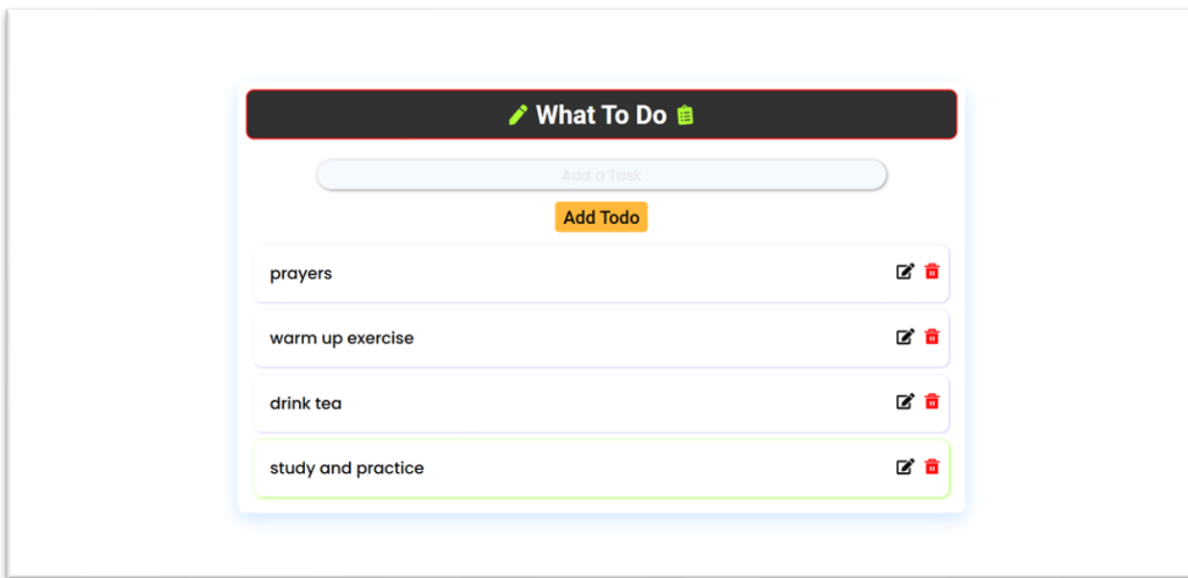 What To Do
Add a Task
Add Todo
prayers
warm up exercise
drink tea
study and practice